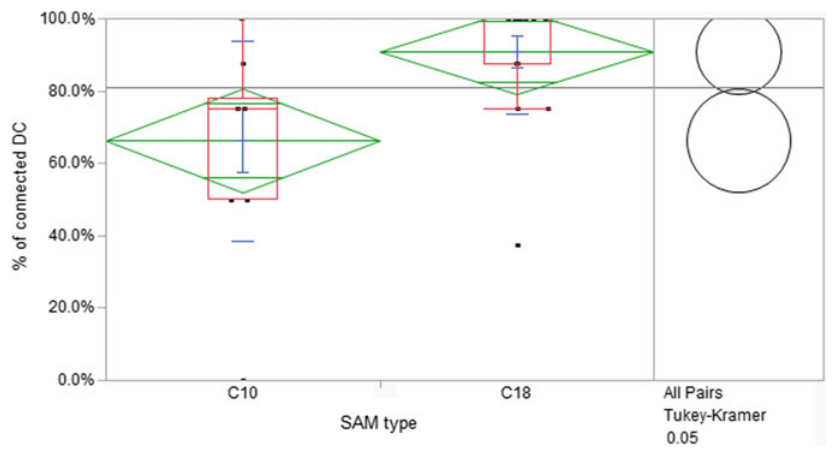 100.0%
80.0%
60.0%
40.0%
20.0%
0.0%
% of connected DC
C10
C18
SAM type
All Pairs
Tukey-Kramer
0.05